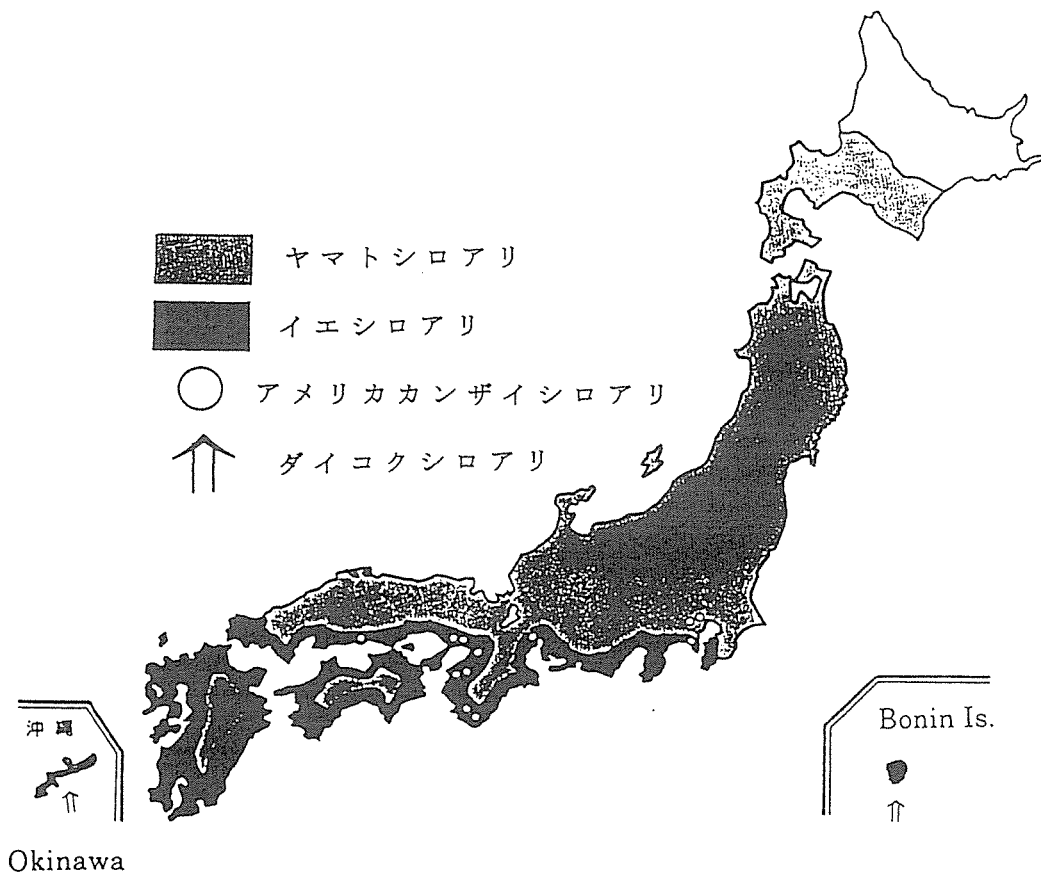 ヤマトシロアリ
イエシロアリ
アメリカカンザイシロアリ
ダイコクシロアリ
沖縄
Okinawa
Bonin Is.